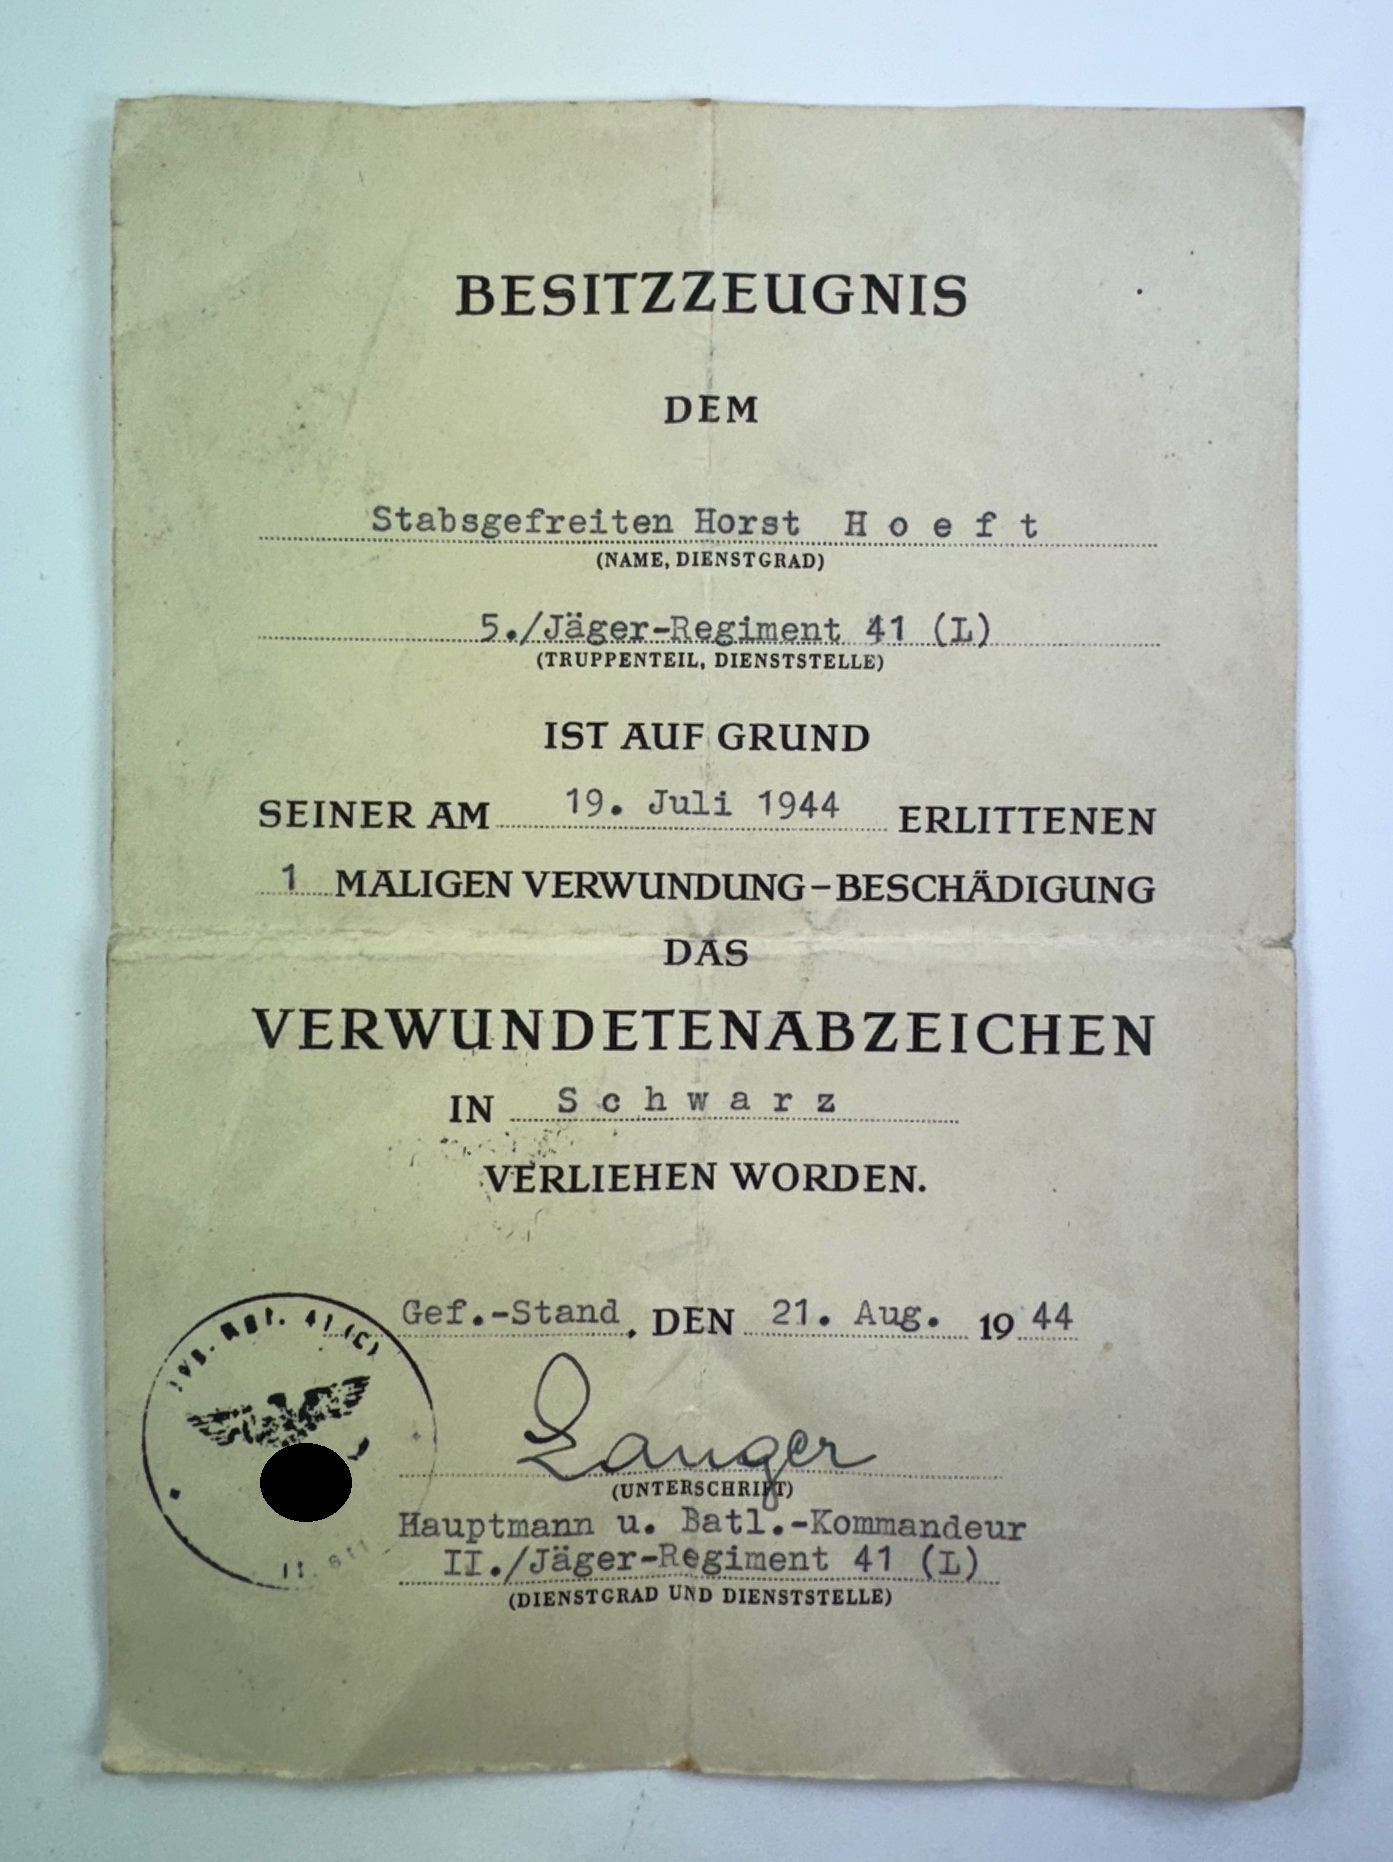 BESITZZEUGNIS
DEM
Stabsgefreiten Horst H o e f t
(NAME, DIENSTGRAD)
5./Jäger-Regiment 41 (L)
(TRUPPENTEIL, DIENSTSTELLE)
IST AUF GRUND
SEINER AM 19. Juli 1944 ERLITTENEN
1 MALIGEN VERWUNDUNG–BESCHÄDIGUNG
DAS
VERWUNDETENABZEICHEN
IN S c h w a r z
VERLIEHEN WORDEN.
Gef.-Stand, DEN 21. Aug. 1944
Langer
(UNTERSCHRIFT)
Hauptmann u. Batl.-Kommandeur
II./Jäger-Regiment 41 (L)
(DIENSTGRAD UND DIENSTSTELLE)
Rgt. 41